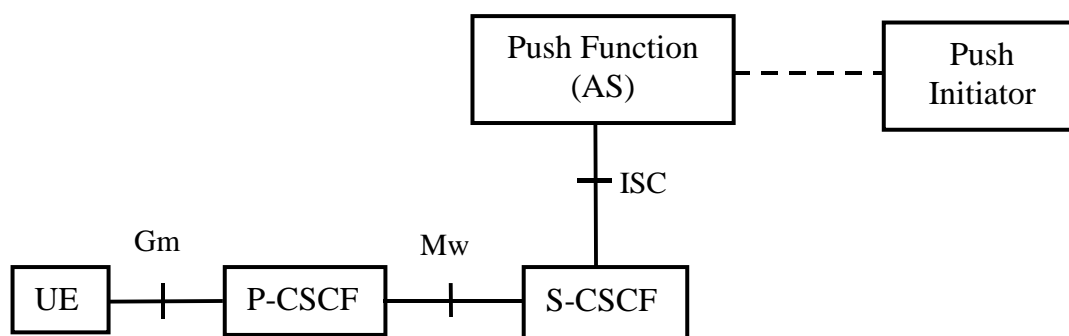 Push Function
(AS)
Push
Initiator
ISC
Gm
Mw
UE
P-CSCF
S-CSCF